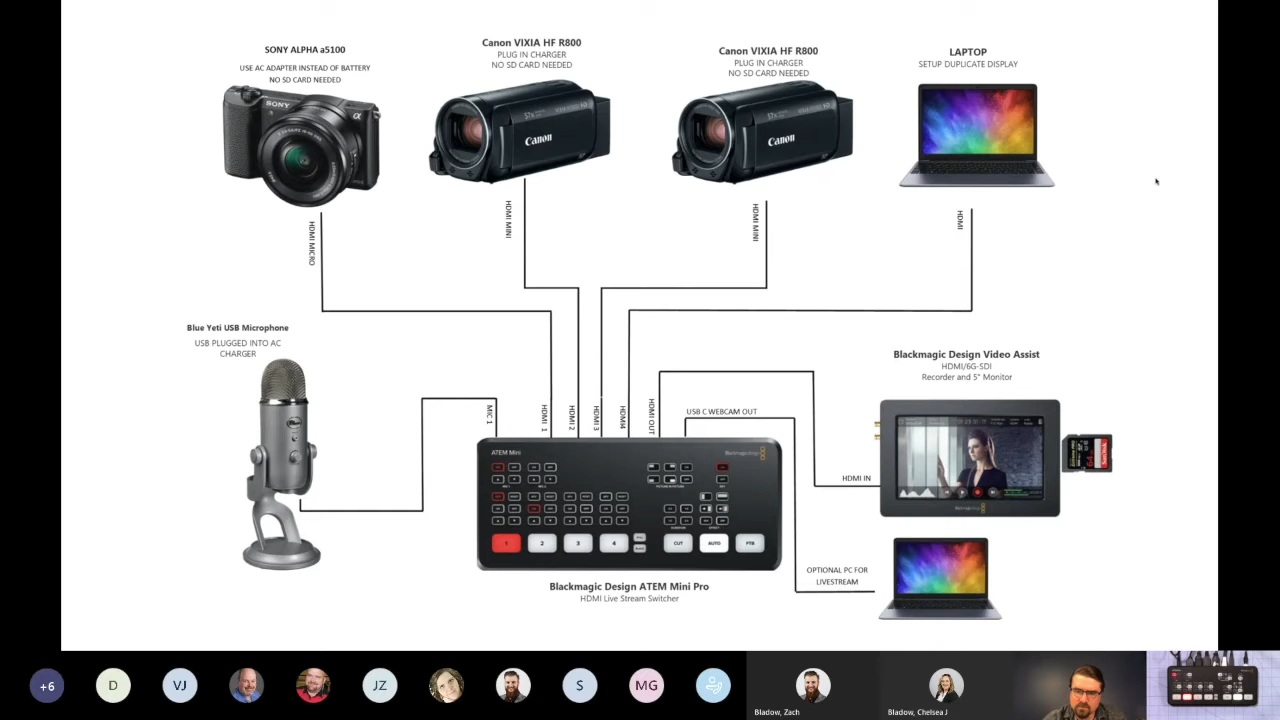 SONY ALPHA a5100
USE AC ADAPTER INSTEAD OF BATTERY
NO SD CARD NEEDED
Canon VIXIA HF R800
PLUG IN CHARGER
NO SD CARD NEEDED
Canon VIXIA HF R800
PLUG IN CHARGER
NO SD CARD NEEDED
LAPTOP
SETUP DUPLICATE DISPLAY
SONY
α
Canon
Canon
HDMI MICRO
HDMI MINI
HDMI MINI
HDMI
Blue Yeti USB Microphone
USB PLUGGED INTO AC
CHARGER
Blackmagic Design Video Assist
HDMI/6G-SDI
Recorder and 5" Monitor
MIC 1
HDMI 1
HDMI 2
HDMI 3
HDMI4
HDMI OUT
USB C WEBCAM OUT
HDMI IN
ATEM Mini
Blackmagicdesign
1
2
3
4
CUT
AUTO
FTB
Blackmagic Design ATEM Mini Pro
HDMI Live Stream Switcher
OPTIONAL PC FOR
LIVESTREAM
+6
D
VJ
JZ
S
MG
Bladow, Zach
Bladow, Chelsea J